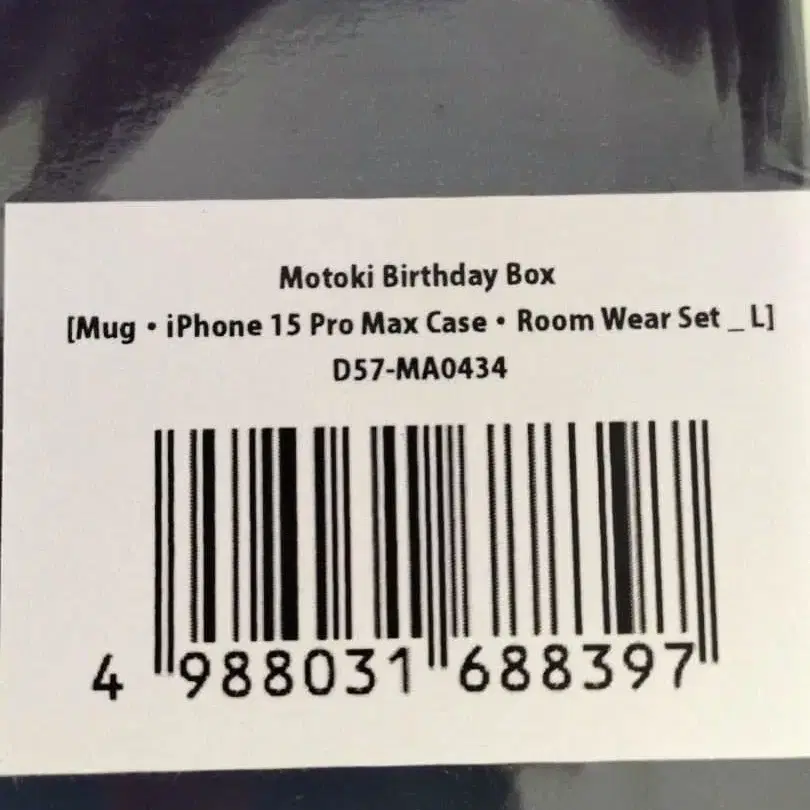 Motoki Birthday Box
[Mug・iPhone 15 Pro Max Case・Room Wear Set _ L]
D57-MA0434
4 988031 688397